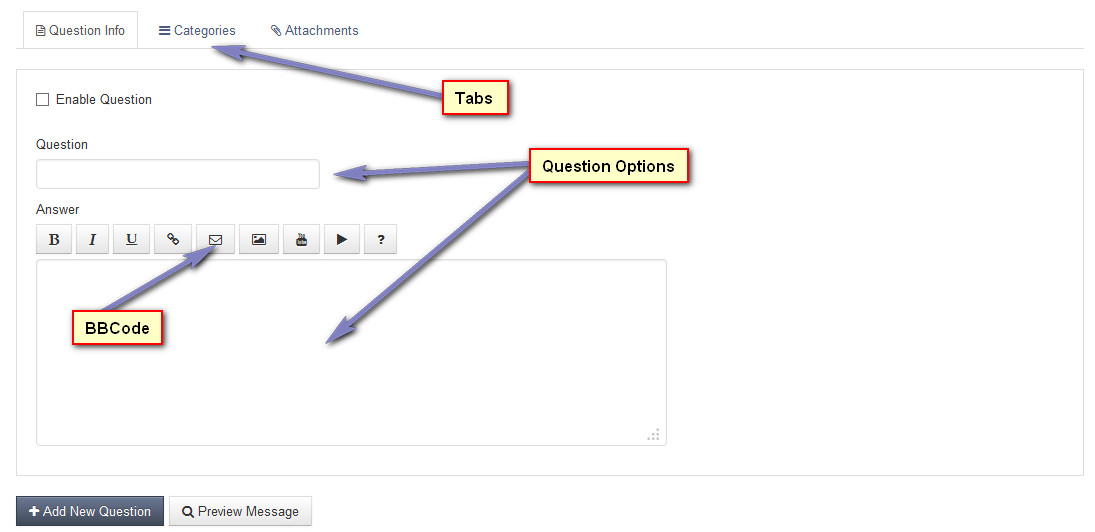 Question Info Categories Attachments
Tabs
Enable Question
Question
Question Options
Answer
B I U ?
BBCode
Add New Question Preview Message